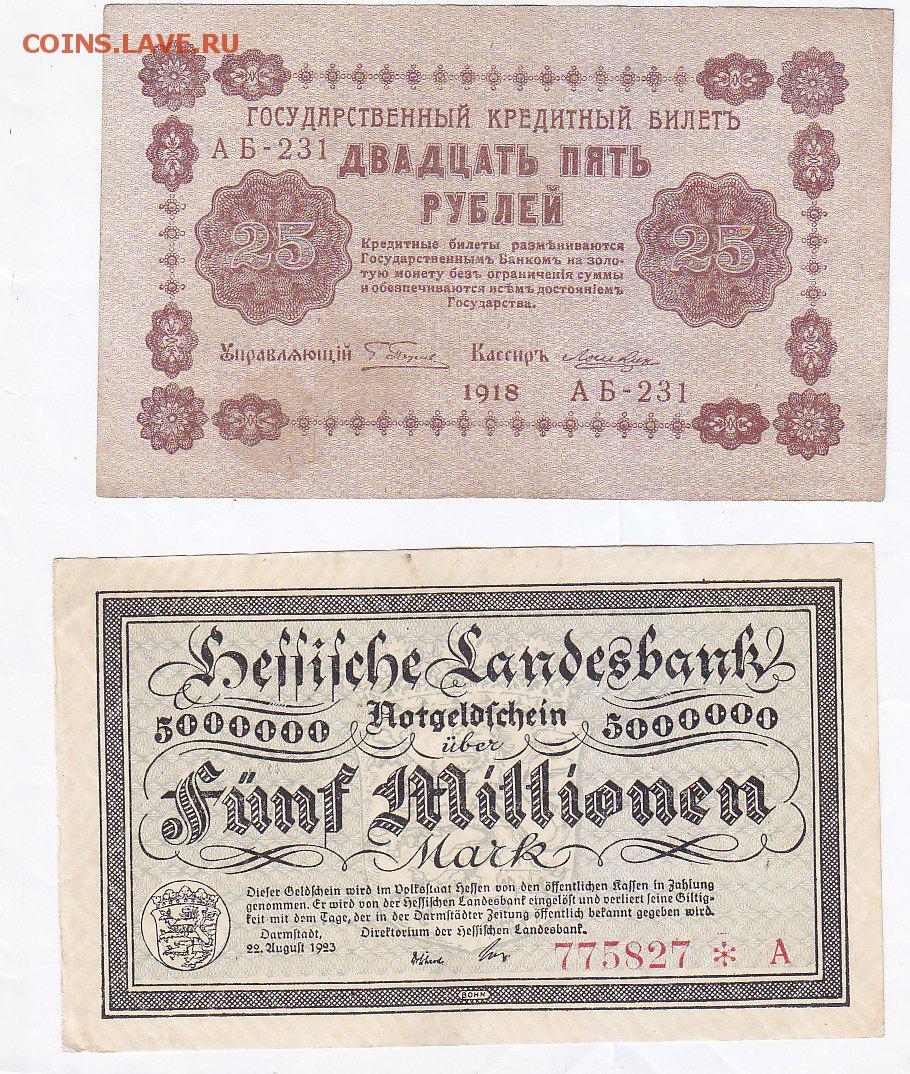 COINS.LAVE.RU
ГОСУДАРСТВЕННЫЙ КРЕДИТНЫЙ БИЛЕТЪ
АБ-231
ДВАДЦАТЬ ПЯТЬ
РУБЛЕЙ
25
25
Кредитные билеты размѣниваются
Государственнымъ Банкомъ на золо-
тую монету безъ ограниченія суммы
и обезпечиваются всѣмъ достояніемъ
Государства.
Управляющій
Кассиръ
1918 АБ-231
Hessische Landesbank
5000000 Notgeldschein 5000000
über
Fünf Millionen
Mark
Dieser Geldschein wird im Volksstaat Hessen von den öffentlichen Kassen in Zahlung
genommen. Er wird von der Hessischen Landesbank eingelöst und verliert seine Giltig-
keit mit dem Tage, der in der Darmstädter Zeitung öffentlich bekannt gegeben wird.
Darmstadt, Direktorium der Hessischen Landesbank.
22. August 1923
775827 * A
BOHN